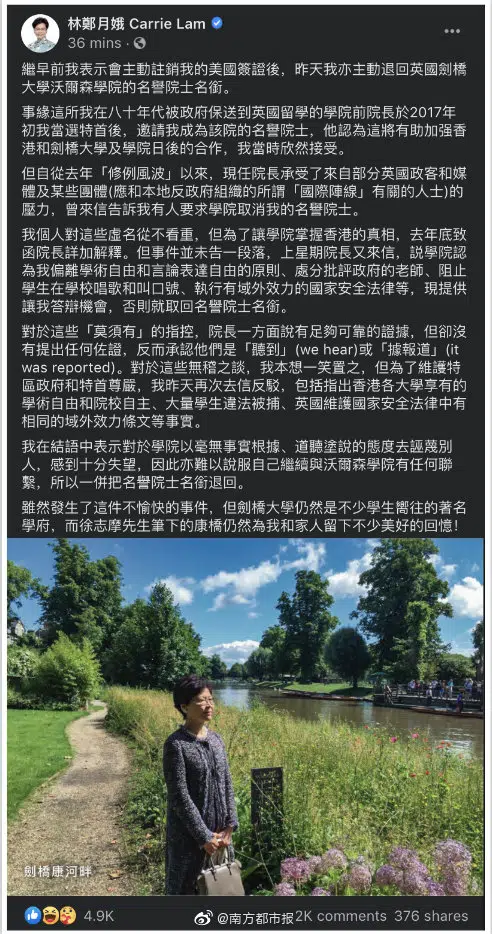 林鄭月娥 Carrie Lam
36 mins ·
繼早前我表示會主動註銷我的美國簽證後，昨天我亦主動退回英國劍橋
大學沃爾森學院的名譽院士名銜。
事緣這所我在八十年代被政府保送到英國留學的學院前院長於2017年
初我當選特首後，邀請我成為該院的名譽院士，他認為這將有助加強香
港和劍橋大學及學院日後的合作，我當時欣然接受。
但自從去年「修例風波」以來，現任院長承受了來自部分英國政客和媒
體及某些團體(應和本地反政府組織的所謂「國際陣線」有關的人士)的
壓力，曾來信告訴我有人要求學院取消我的名譽院士。
我個人對這些虛名從不看重，但為了讓學院掌握香港的真相，去年底致
函院長詳加解釋。但事件並未告一段落，上星期院長又來信，説學院認
為我偏離學術自由和言論表達自由的原則、處分批評政府的老師、阻止
學生在學校唱歌和叫口號、執行有域外效力的國家安全法律等，現提供
讓我答辯機會，否則就取回名譽院士名銜。
對於這些「莫須有」的指控，院長一方面說有足夠可靠的證據，但卻沒
有提出任何佐證，反而承認他們是「聽到」(we hear)或「據報道」(it
was reported)。對於這些無稽之談，我本想一笑置之，但為了維護特
區政府和特首尊嚴，我昨天再次去信反駁，包括指出香港各大學享有的
學術自由和院校自主、大量學生違法被捕、英國維護國家安全法律中有
相同的域外效力條文等事實。
我在結語中表示對於學院以毫無事實根據、道聽塗說的態度去誣蔑別
人，感到十分失望，因此亦難以說服自己繼續與沃爾森學院有任何聯
繫，所以一併把名譽院士名銜退回。
雖然發生了這件不愉快的事件，但劍橋大學仍然是不少學生嚮往的著名
學府，而徐志摩先生筆下的康橋仍然為我和家人留下不少美好的回憶！
劍橋康河畔
4.9K @南方都市报 2K comments 376 shares